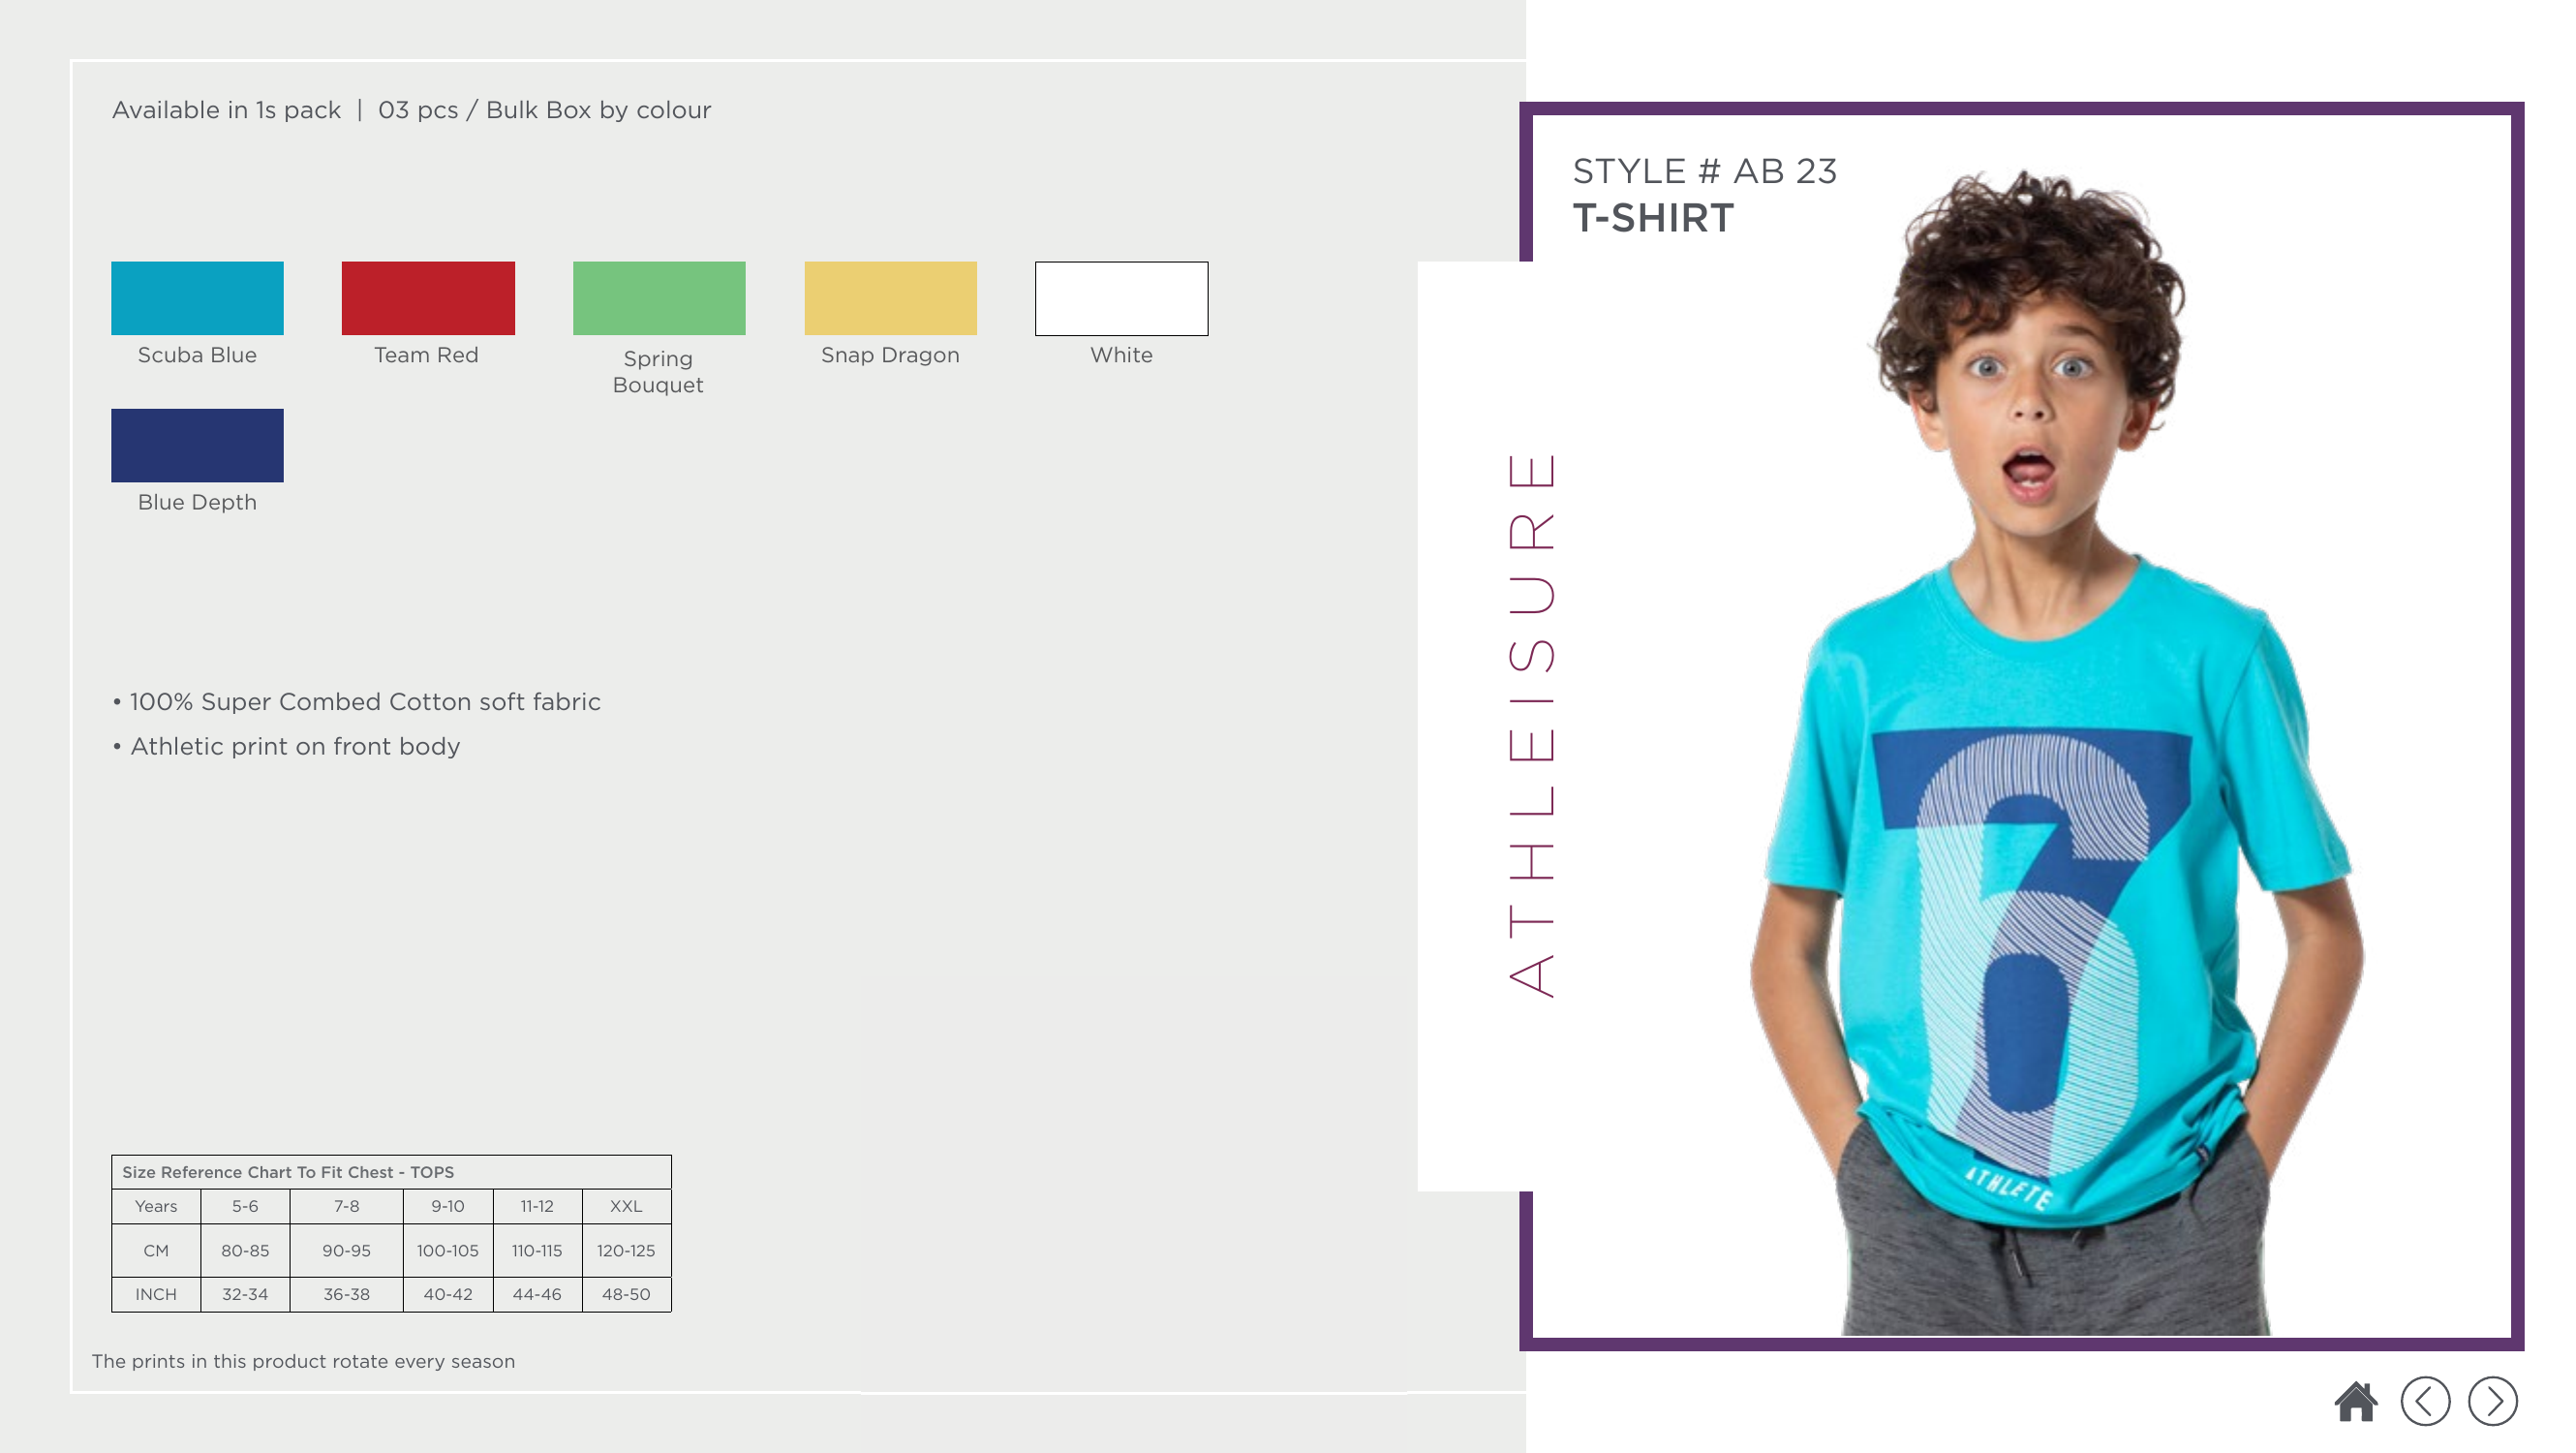 Available in 1s pack | 03 pcs / Bulk Box by colour
Scuba Blue
Team Red
Spring
Bouquet
Snap Dragon
White
Blue Depth
• 100% Super Combed Cotton soft fabric
• Athletic print on front body
Size Reference Chart To Fit Chest - TOPS
Years 5-6 7-8 9-10 11-12 XXL
CM 80-85 90-95 100-105 110-115 120-125
INCH 32-34 36-38 40-42 44-46 48-50
The prints in this product rotate every season
ATHLEISURE
STYLE # AB 23
T-SHIRT
76
ATHLETE